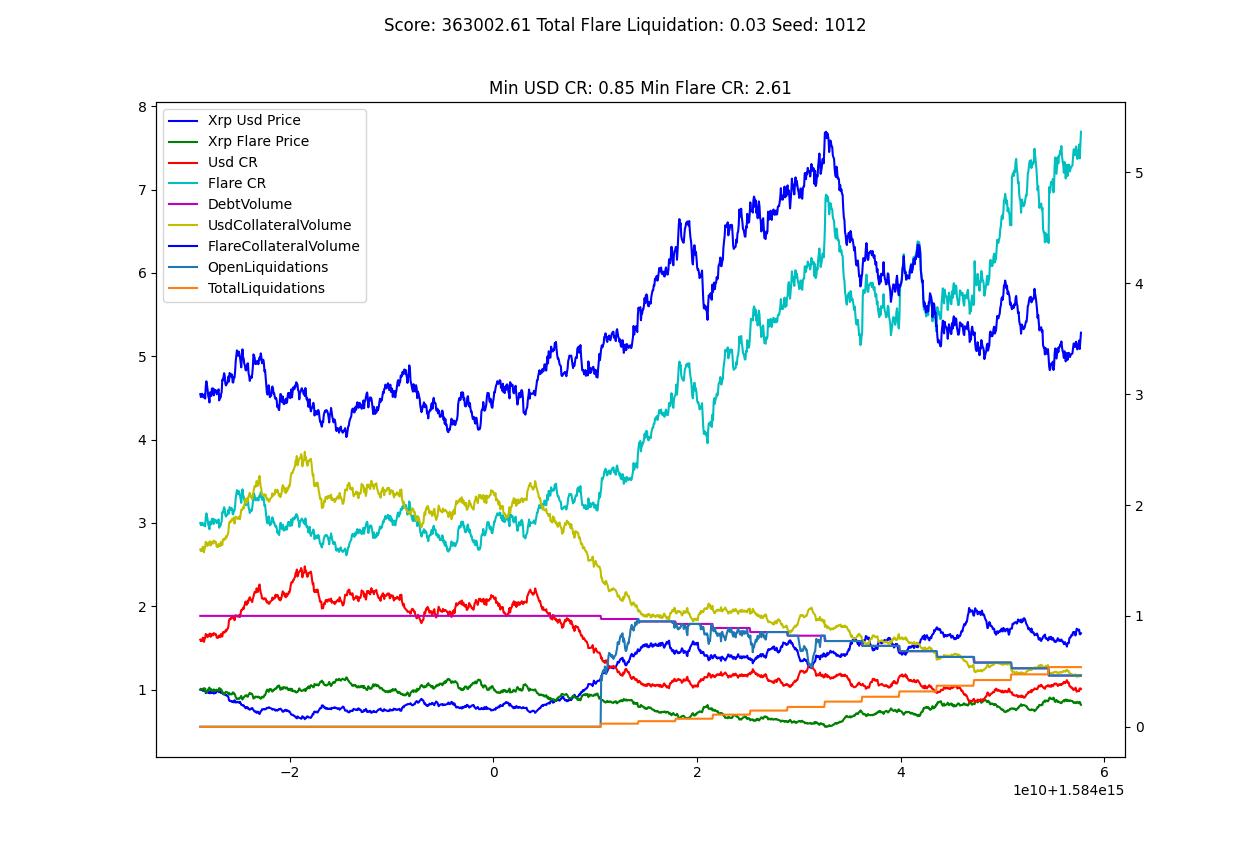 Score: 363002.61 Total Flare Liquidation: 0.03 Seed: 1012
Min USD CR: 0.85 Min Flare CR: 2.61
Xrp Usd Price
Xrp Flare Price
Usd CR
Flare CR
DebtVolume
UsdCollateralVolume
FlareCollateralVolume
OpenLiquidations
TotalLiquidations
8
7
6
5
4
3
2
1
5
4
3
2
1
0
−2
0
2
4
6
1e10+1.584e15